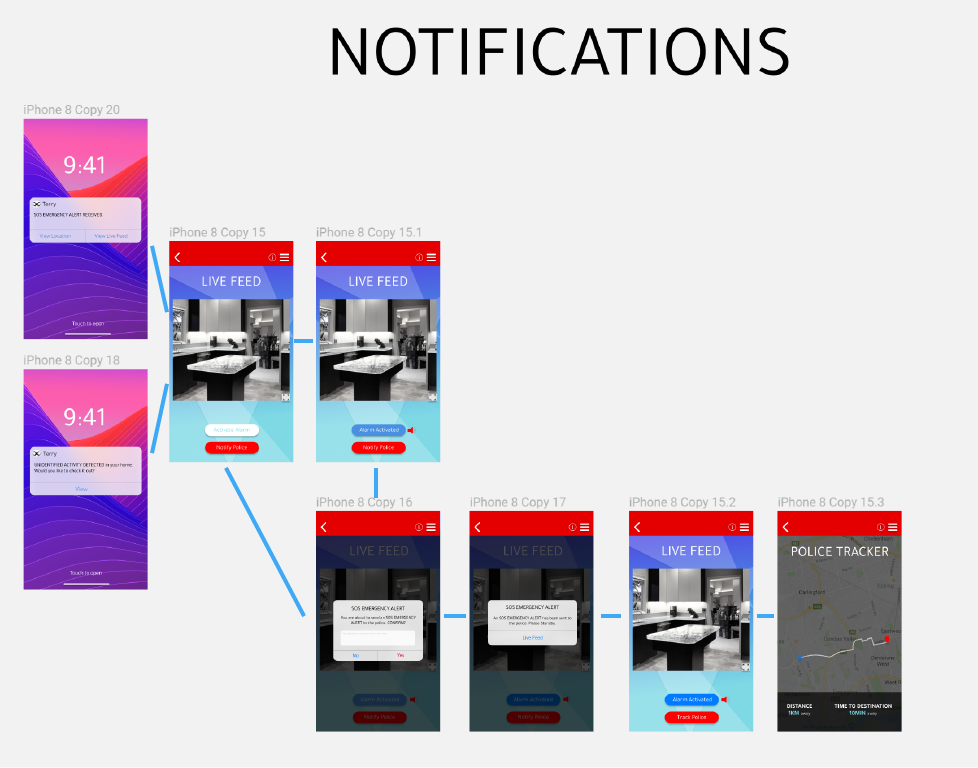 NOTIFICATIONS
iPhone 8 Copy 20
9:41
Terry
SOS EMERGENCY ALERT RECEIVED
View Location
View Live Feed
Touch to open
iPhone 8 Copy 18
9:41
Terry
UNIDENTIFIED ACTIVITY DETECTED in your home.
Would you like to check it out?
View
Touch to open
iPhone 8 Copy 15
LIVE FEED
Activate Alarm
Notify Police
iPhone 8 Copy 15.1
LIVE FEED
Alarm Activated
Notify Police
iPhone 8 Copy 16
LIVE FEED
SOS EMERGENCY ALERT
You are about to send a SOS EMERGENCY
ALERT to the police. CONFIRM?
No
Yes
Alarm Activated
Notify Police
iPhone 8 Copy 17
LIVE FEED
SOS EMERGENCY ALERT
An SOS EMERGENCY ALERT has been sent to
the police. Please Standby.
Live Feed
Alarm Activated
Notify Police
iPhone 8 Copy 15.2
LIVE FEED
Alarm Activated
Track Police
iPhone 8 Copy 15.3
POLICE TRACKER
DISTANCE
1KM away
TIME TO DESTINATION
10MIN away